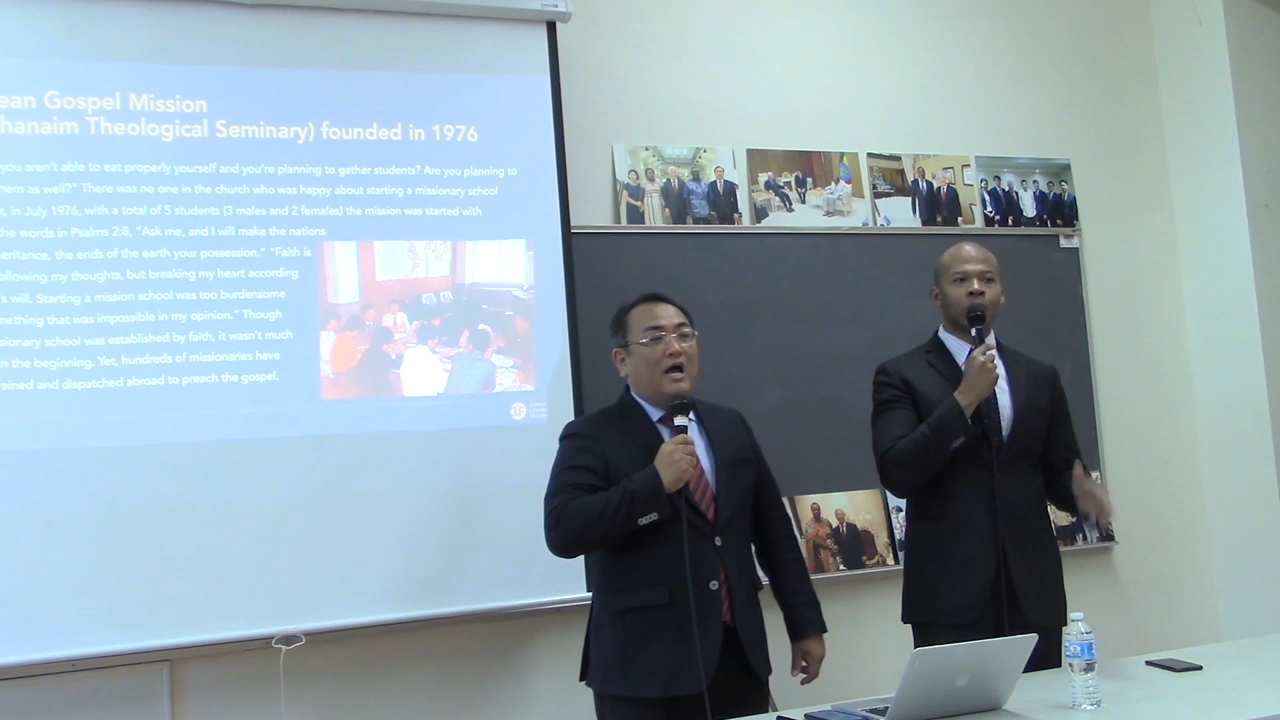 ean Gospel Mission
hanaim Theological Seminary) founded in 1976
you aren't able to eat properly yourself and you're planning to gather students? Are you planning to
hem as well?" There was no one in the church who was happy about starting a missionary school
r, in July 1976, with a total of 5 students (3 males and 2 females) the mission was started with
the words in Psalms 2:8, "Ask me, and I will make the nations
eritance, the ends of the earth your possession." "Faith is
ollowing my thoughts, but breaking my heart according
's will. Starting a mission school was too burdensome
mething that was impossible in my opinion." Though
sionary school was established by faith, it wasn't much
n the beginning. Yet, hundreds of missionaries have
rained and dispatched abroad to preach the gospel.